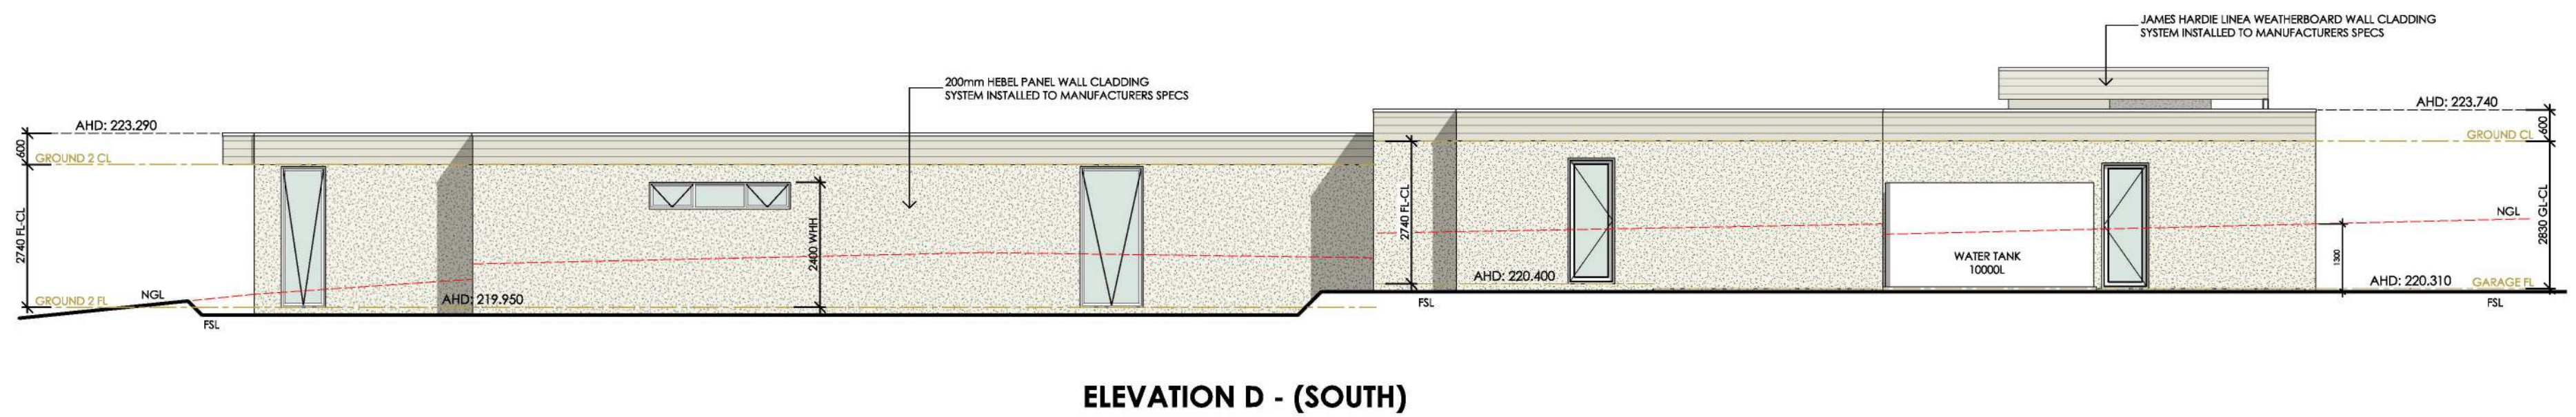 JAMES HARDIE LINEA WEATHERBOARD WALL CLADDING
SYSTEM INSTALLED TO MANUFACTURERS SPECS
200mm HEBEL PANEL WALL CLADDING
SYSTEM INSTALLED TO MANUFACTURERS SPECS
AHD: 223.290
AHD: 223.740
600
600
GROUND 2 CL
GROUND CL
2740 FL-CL
2400 WHH
2740 FL-CL
2830 GL-CL
NGL
NGL
1300
WATER TANK
10000L
GROUND 2 FL
AHD: 219.950
AHD: 220.400
AHD: 220.310
GARAGE FL
FSL
FSL
FSL
ELEVATION D - (SOUTH)